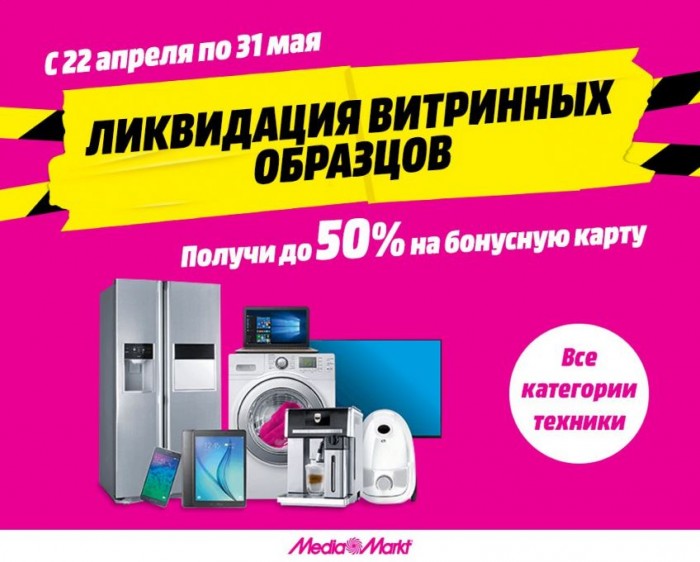 С 22 апреля по 31 мая
ЛИКВИДАЦИЯ ВИТРИННЫХ
ОБРАЗЦОВ
Получи до 50% на бонусную карту
Все
категории
техники
MediaMarkt